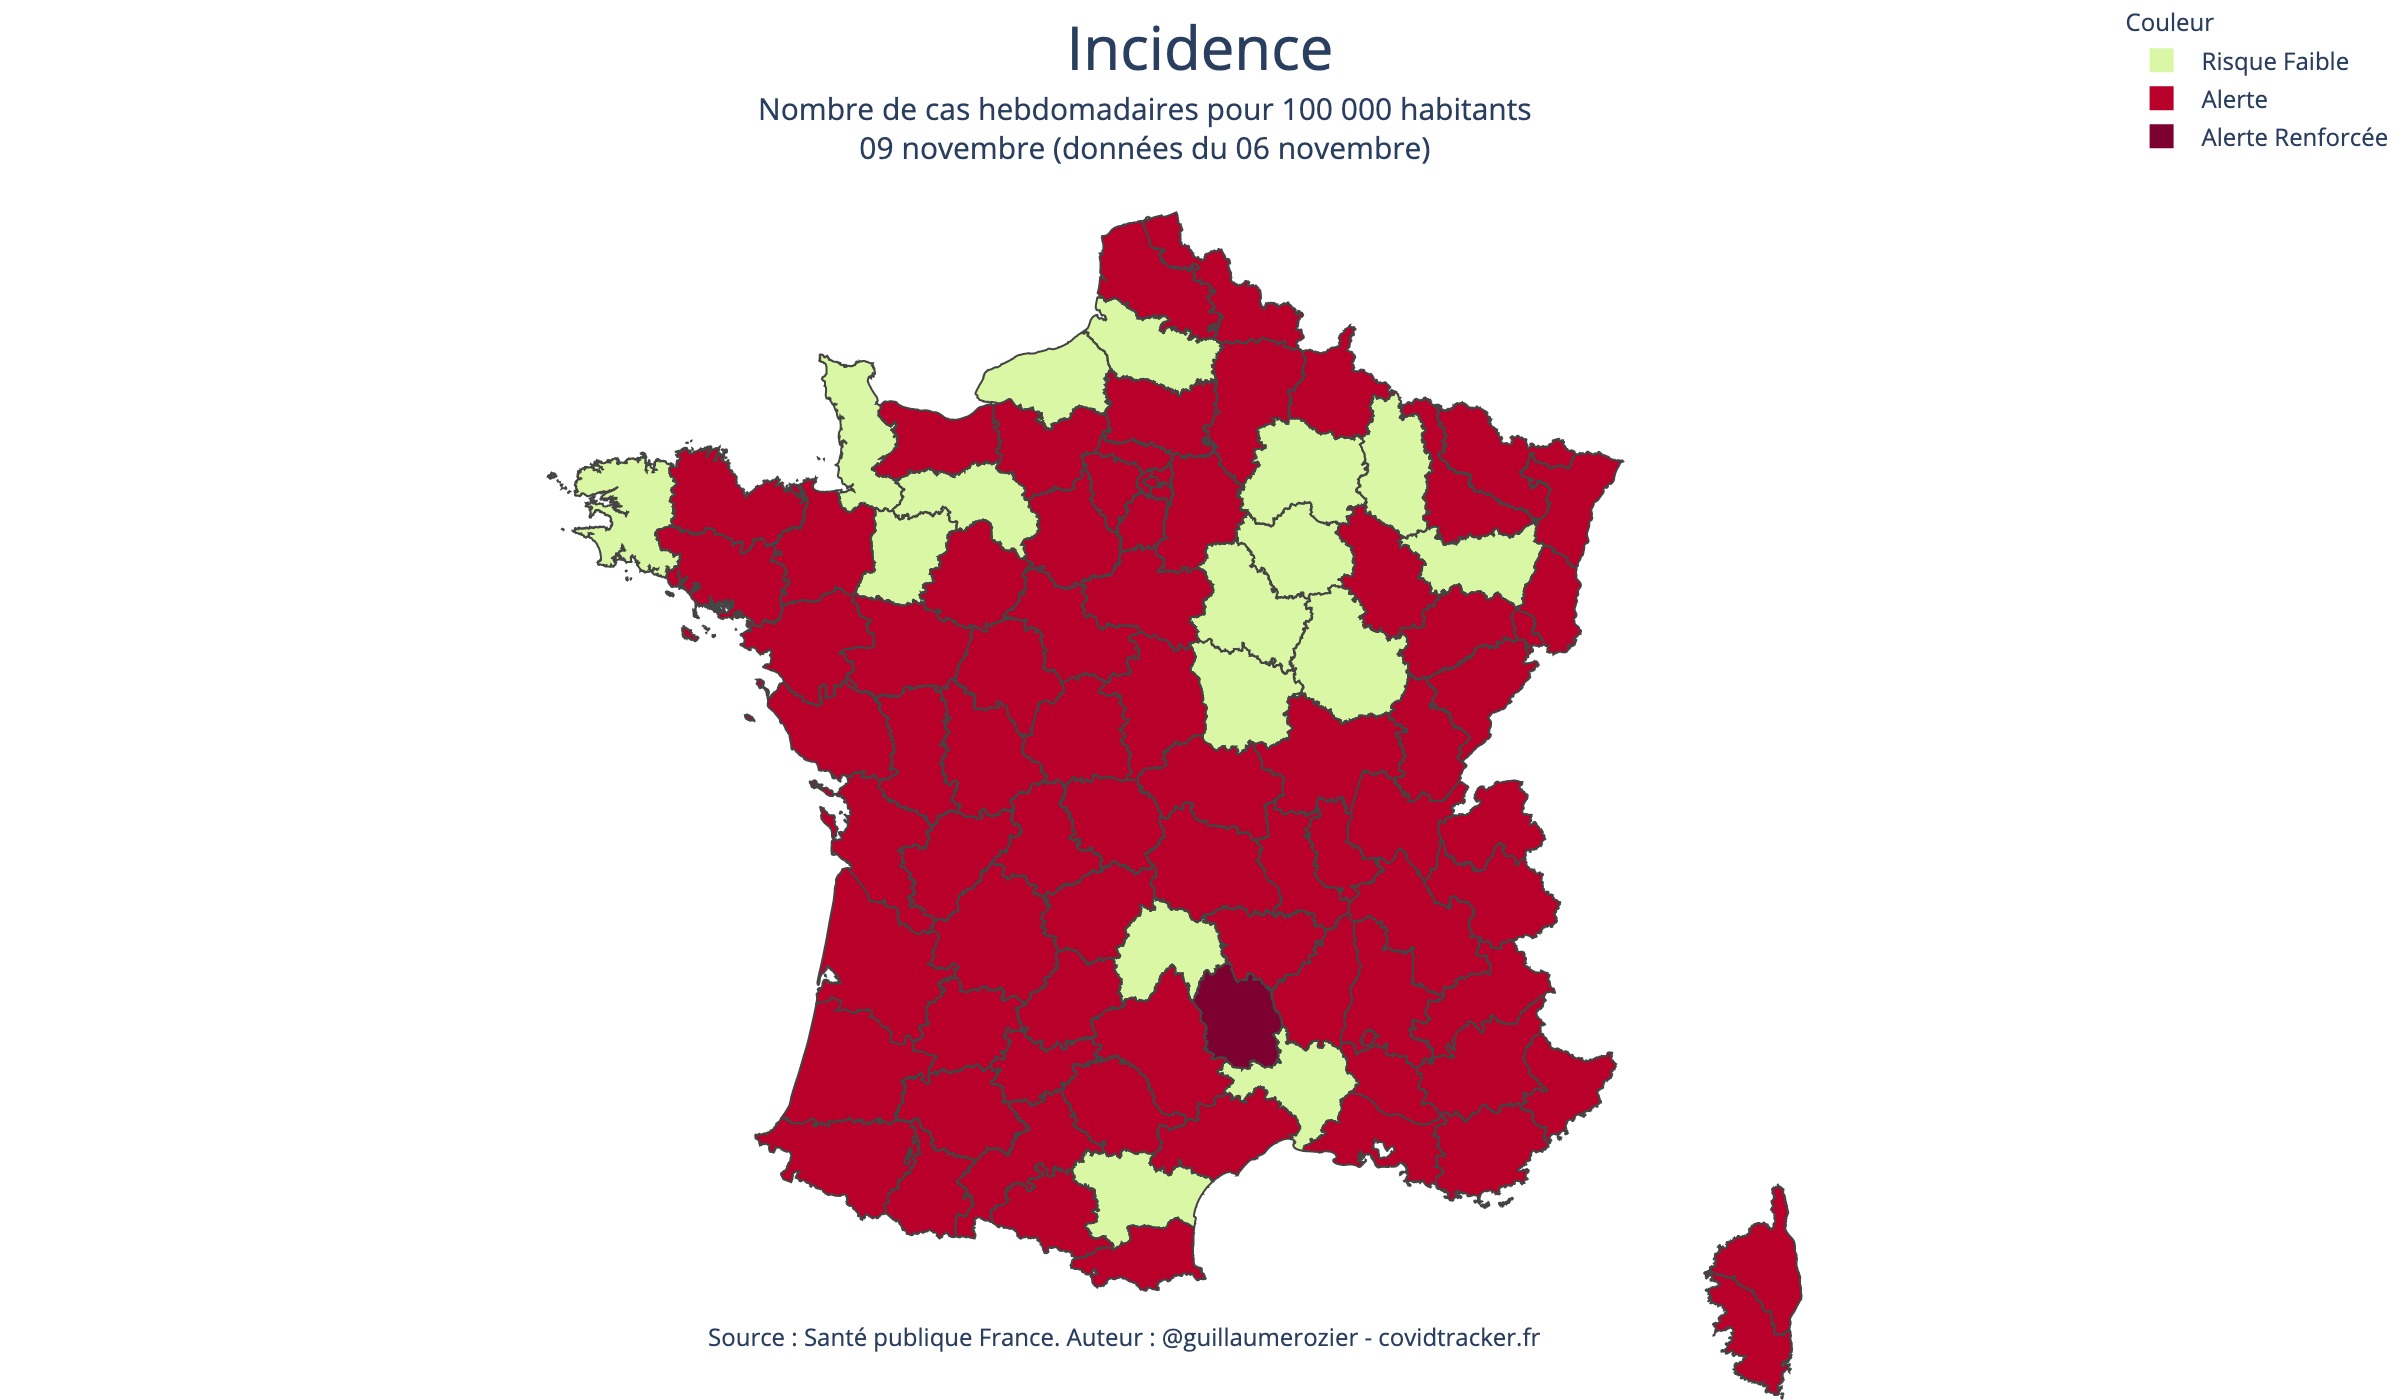 Incidence
Nombre de cas hebdomadaires pour 100 000 habitants
09 novembre (données du 06 novembre)
Couleur
Risque Faible
Alerte
Alerte Renforcée
Source : Santé publique France. Auteur : @guillaumerozier - covidtracker.fr